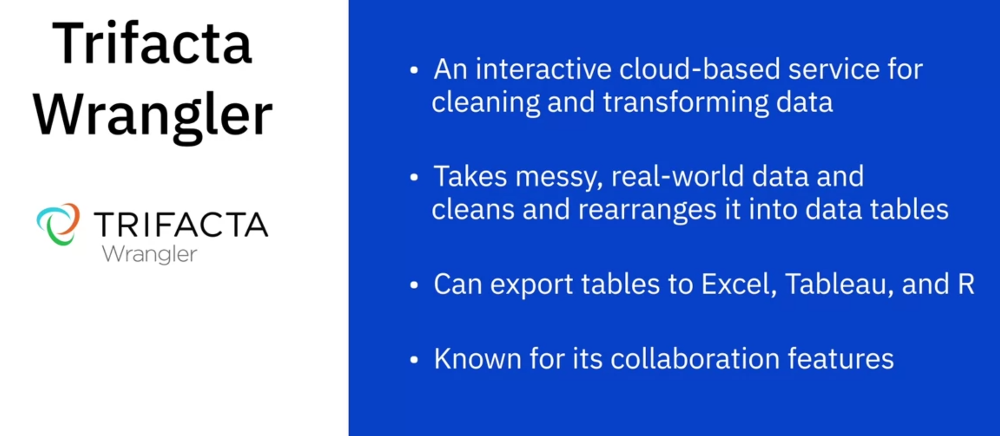 Trifacta
Wrangler
TRIFACTA
Wrangler
• An interactive cloud-based service for
cleaning and transforming data
• Takes messy, real-world data and
cleans and rearranges it into data tables
• Can export tables to Excel, Tableau, and R
• Known for its collaboration features